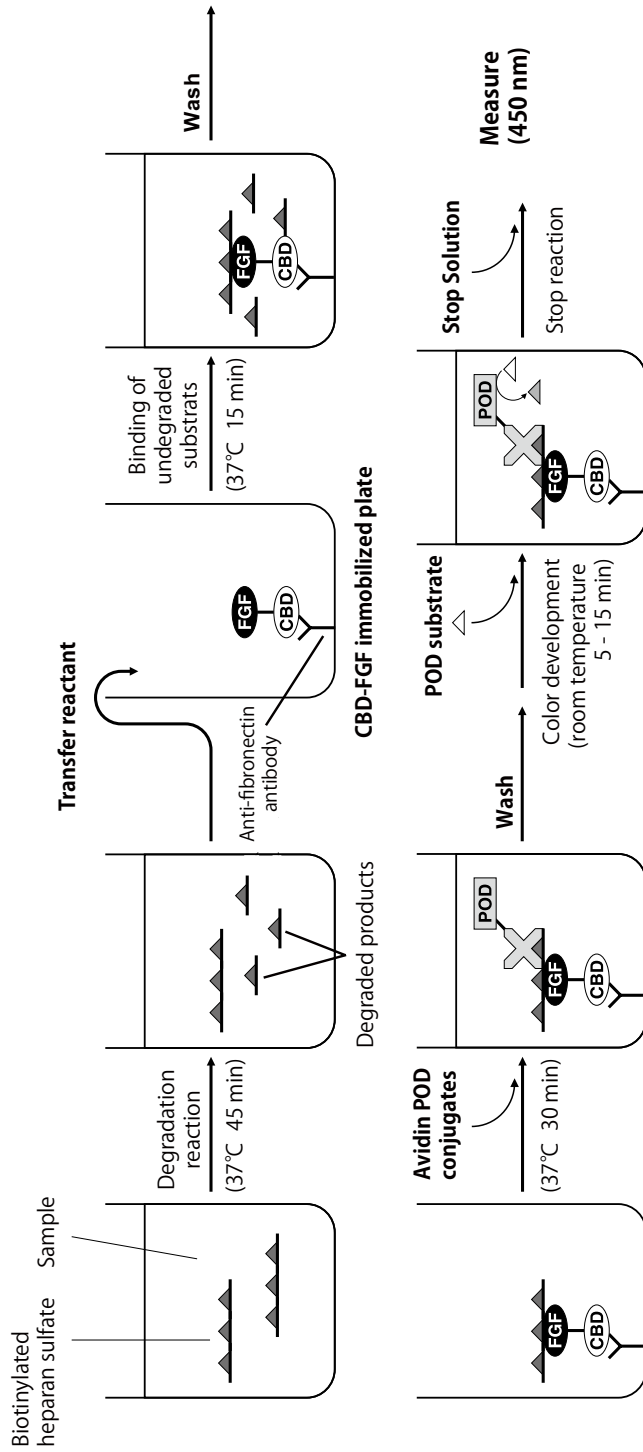 Biotinylated
heparan sulfate
Sample
Degradation
reaction
(37℃ 45 min)
Degraded products
Transfer reactant
Anti-fibronectin
antibody
FGF
CBD
CBD-FGF immobilized plate
Binding of
undegraded
substrats
(37℃ 15 min)
FGF
CBD
Wash
FGF
CBD
Avidin POD
conjugates
(37℃ 30 min)
POD
FGF
CBD
Wash
POD substrate
Color development
(room temperature
5 - 15 min)
POD
FGF
CBD
Stop Solution
Stop reaction
Measure
(450 nm)